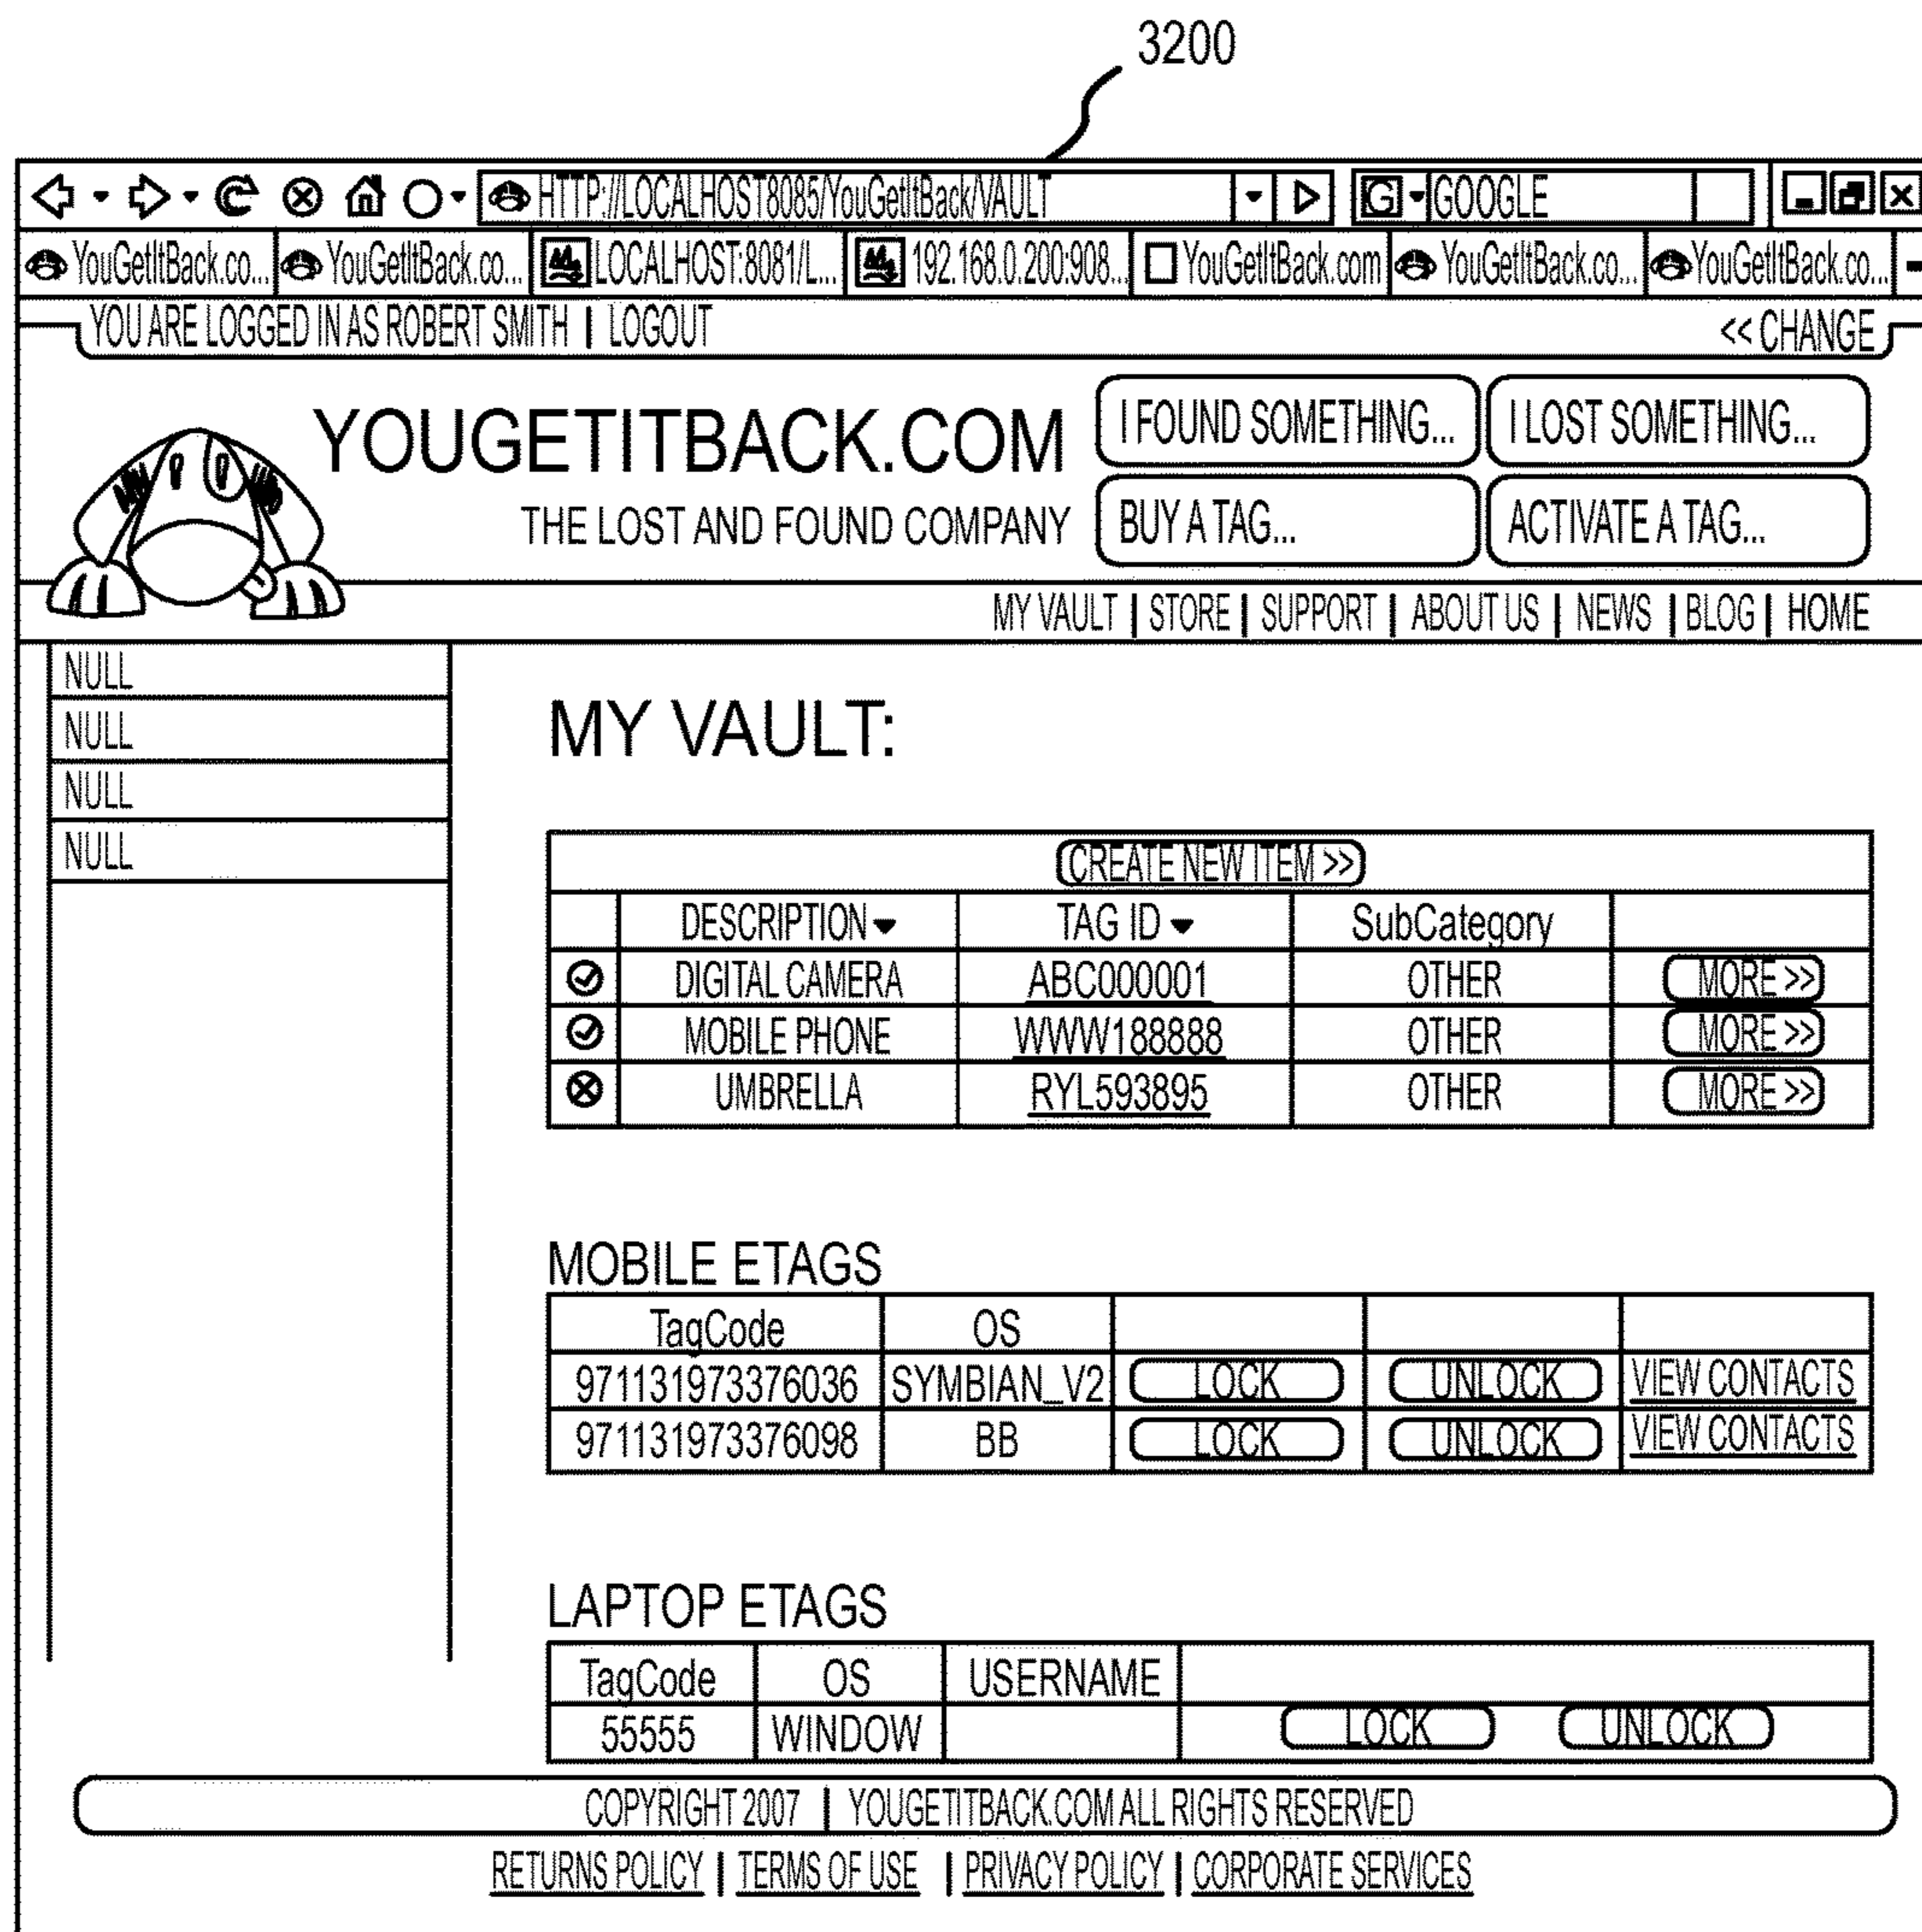 3200
HTTP://LOCALHOST8085/YouGetItBack/VAULT G GOOGLE
YouGetItBack.co... YouGetItBack.co... LOCALHOST:8081/L... 192.168.0.200:908... YouGetItBack.com YouGetItBack.co... YouGetItBack.co...
YOU ARE LOGGED IN AS ROBERT SMITH | LOGOUT << CHANGE
YOUGETITBACK.COM
THE LOST AND FOUND COMPANY
I FOUND SOMETHING... I LOST SOMETHING...
BUY A TAG... ACTIVATE A TAG...
MY VAULT | STORE | SUPPORT | ABOUT US | NEWS | BLOG | HOME
NULL
NULL
NULL
NULL
MY VAULT:
CREATE NEW ITEM >>
DESCRIPTION TAG ID SubCategory
DIGITAL CAMERA ABC000001 OTHER MORE >>
MOBILE PHONE WWW188888 OTHER MORE >>
UMBRELLA RYL593895 OTHER MORE >>
MOBILE ETAGS
TagCode OS
971131973376036 SYMBIAN_V2 LOCK UNLOCK VIEW CONTACTS
971131973376098 BB LOCK UNLOCK VIEW CONTACTS
LAPTOP ETAGS
TagCode OS USERNAME
55555 WINDOW LOCK UNLOCK
COPYRIGHT 2007 | YOUGETITBACK.COM ALL RIGHTS RESERVED
RETURNS POLICY | TERMS OF USE | PRIVACY POLICY | CORPORATE SERVICES